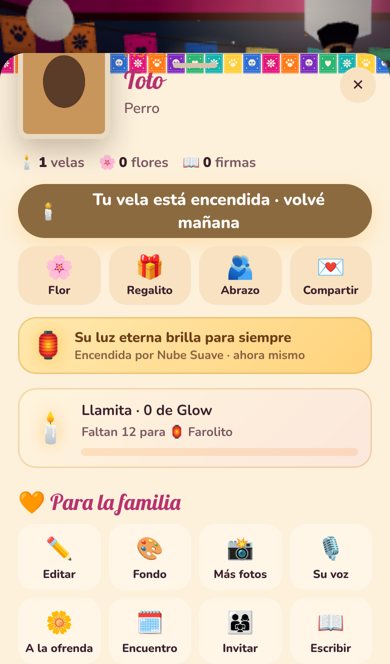 Toto
Perro
1 velas 0 flores 0 firmas
Tu vela está encendida · volvé
mañana
Flor Regalito Abrazo Compartir
Su luz eterna brilla para siempre
Encendida por Nube Suave · ahora mismo
Llamita · 0 de Glow
Faltan 12 para Farolito
Para la familia
Editar Fondo Más fotos Su voz
A la ofrenda Encuentro Invitar Escribir